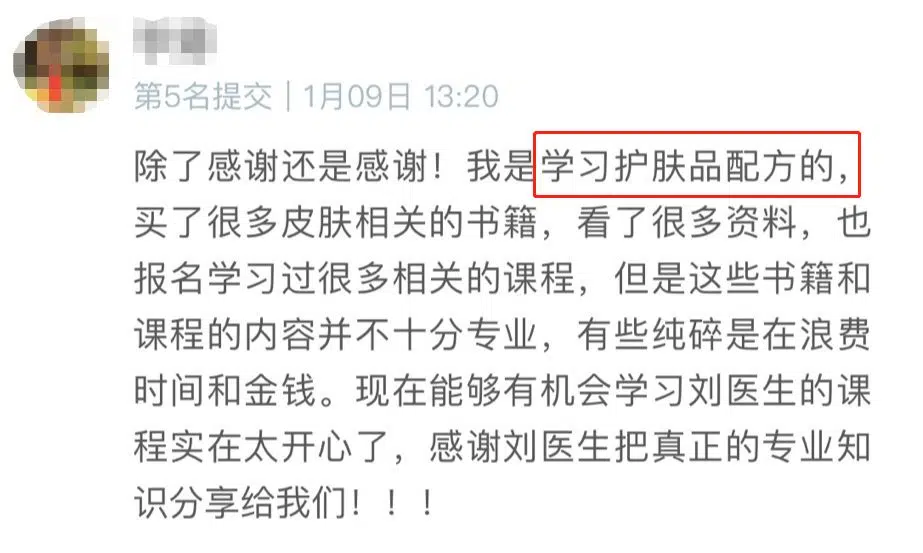 第5名提交 | 1月09日 13:20
除了感谢还是感谢！我是学习护肤品配方的，
买了很多皮肤相关的书籍，看了很多资料，也
报名学习过很多相关的课程，但是这些书籍和
课程的内容并不十分专业，有些纯碎是在浪费
时间和金钱。现在能够有机会学习刘医生的课
程实在太开心了，感谢刘医生把真正的专业知
识分享给我们！！！